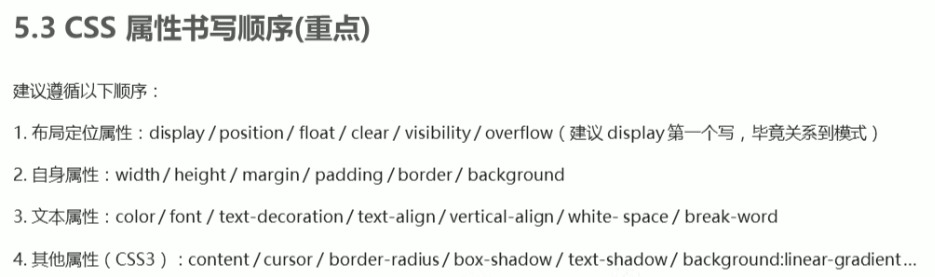 5.3 CSS 属性书写顺序(重点)
建议遵循以下顺序：
1. 布局定位属性：display / position / float / clear / visibility / overflow（建议 display 第一个写，毕竟关系到模式）
2. 自身属性：width / height / margin / padding / border / background
3. 文本属性：color / font / text-decoration / text-align / vertical-align / white- space / break-word
4. 其他属性（CSS3）：content / cursor / border-radius / box-shadow / text-shadow / background:linear-gradient…